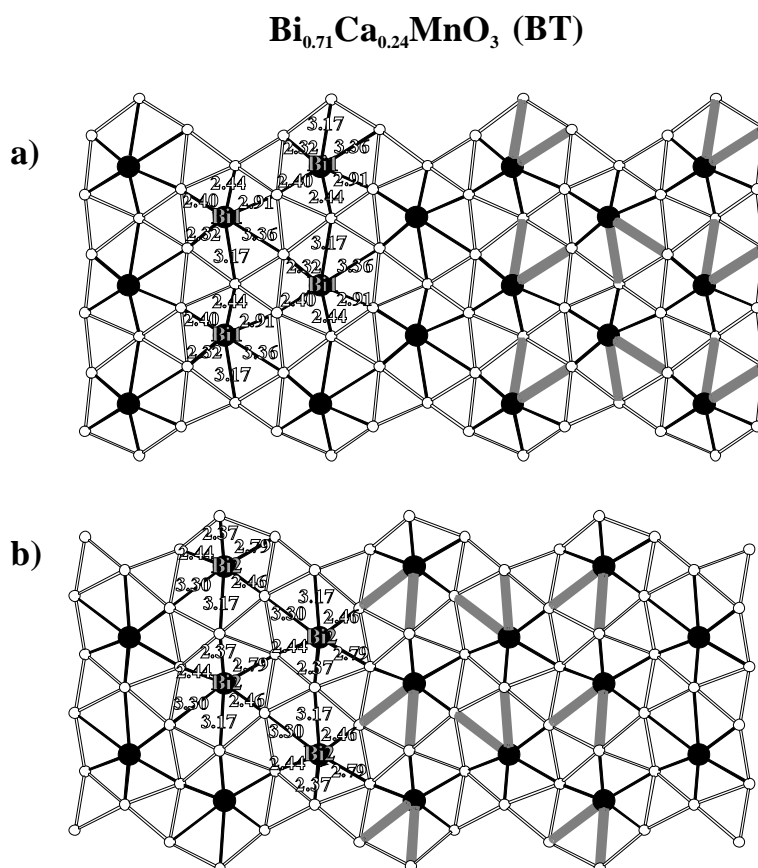 Bi0.71Ca0.24MnO3 (BT)
a)
3.17
2.32 3.36
Bi1
2.44 2.40 2.91
2.40 2.91 2.44
Bi1
2.32 3.36 3.17
3.17 2.32 3.36
Bi1
2.44 2.40 2.91
2.40 2.91 2.44
Bi1
2.32 3.36
3.17
b)
2.37
2.44 2.79
Bi2
3.30 2.46
3.17 3.17
3.30 2.46
Bi2
2.37 2.44 2.79
2.44 2.79 2.37
Bi2
3.30 2.46
3.17 3.17
3.30 2.46
Bi2
2.44 2.79
2.37